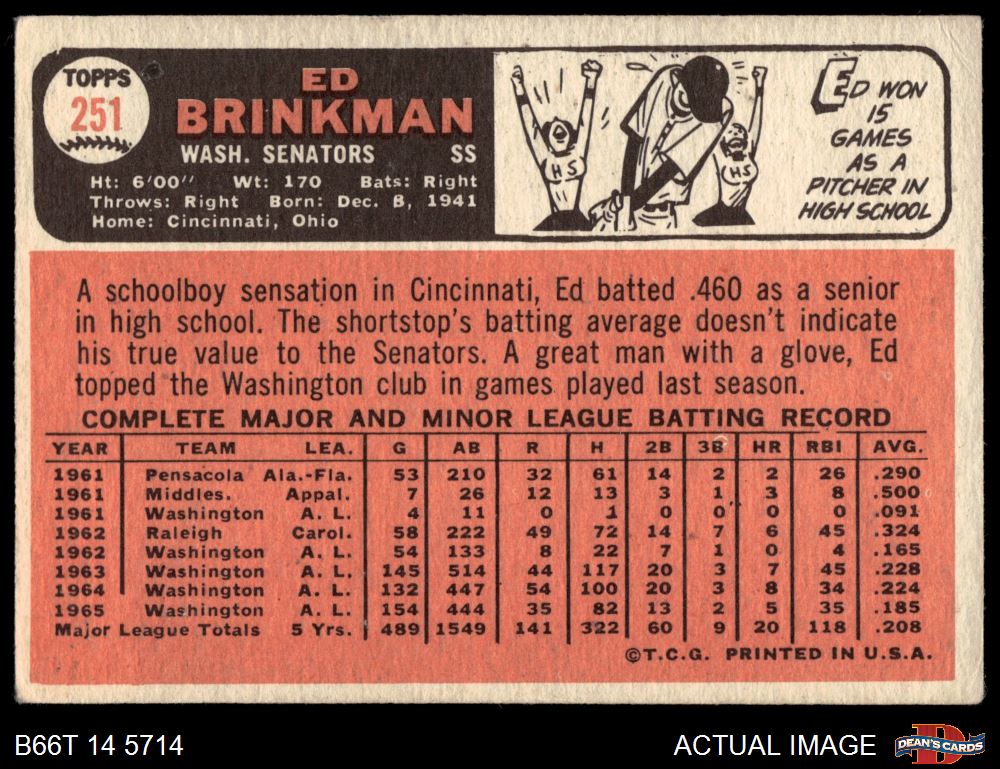 TOPPS
251
ED
BRINKMAN
WASH. SENATORS SS
Ht: 6'00" Wt: 170 Bats: Right
Throws: Right Born: Dec. 8, 1941
Home: Cincinnati, Ohio
HS
HS
ED WON
15
GAMES
AS A
PITCHER IN
HIGH SCHOOL
A schoolboy sensation in Cincinnati, Ed batted .460 as a senior
in high school. The shortstop's batting average doesn't indicate
his true value to the Senators. A great man with a glove, Ed
topped the Washington club in games played last season.
COMPLETE MAJOR AND MINOR LEAGUE BATTING RECORD
YEAR TEAM LEA. G AB R H 2B 3B HR RBI AVG.
1961 Pensacola Ala.-Fla. 53 210 32 61 14 2 2 26 .290
1961 Middles. Appal. 7 26 12 13 3 1 3 8 .500
1961 Washington A. L. 4 11 0 1 0 0 0 0 .091
1962 Raleigh Carol. 58 222 49 72 14 7 6 45 .324
1962 Washington A. L. 54 133 8 22 7 1 0 4 .165
1963 Washington A. L. 145 514 44 117 20 3 7 45 .228
1964 Washington A. L. 132 447 54 100 20 3 8 34 .224
1965 Washington A. L. 154 444 35 82 13 2 5 35 .185
Major League Totals 5 Yrs. 489 1549 141 322 60 9 20 118 .208
©T.C.G. PRINTED IN U.S.A.
B66T 14 5714
ACTUAL IMAGE
D
DEAN'S CARDS